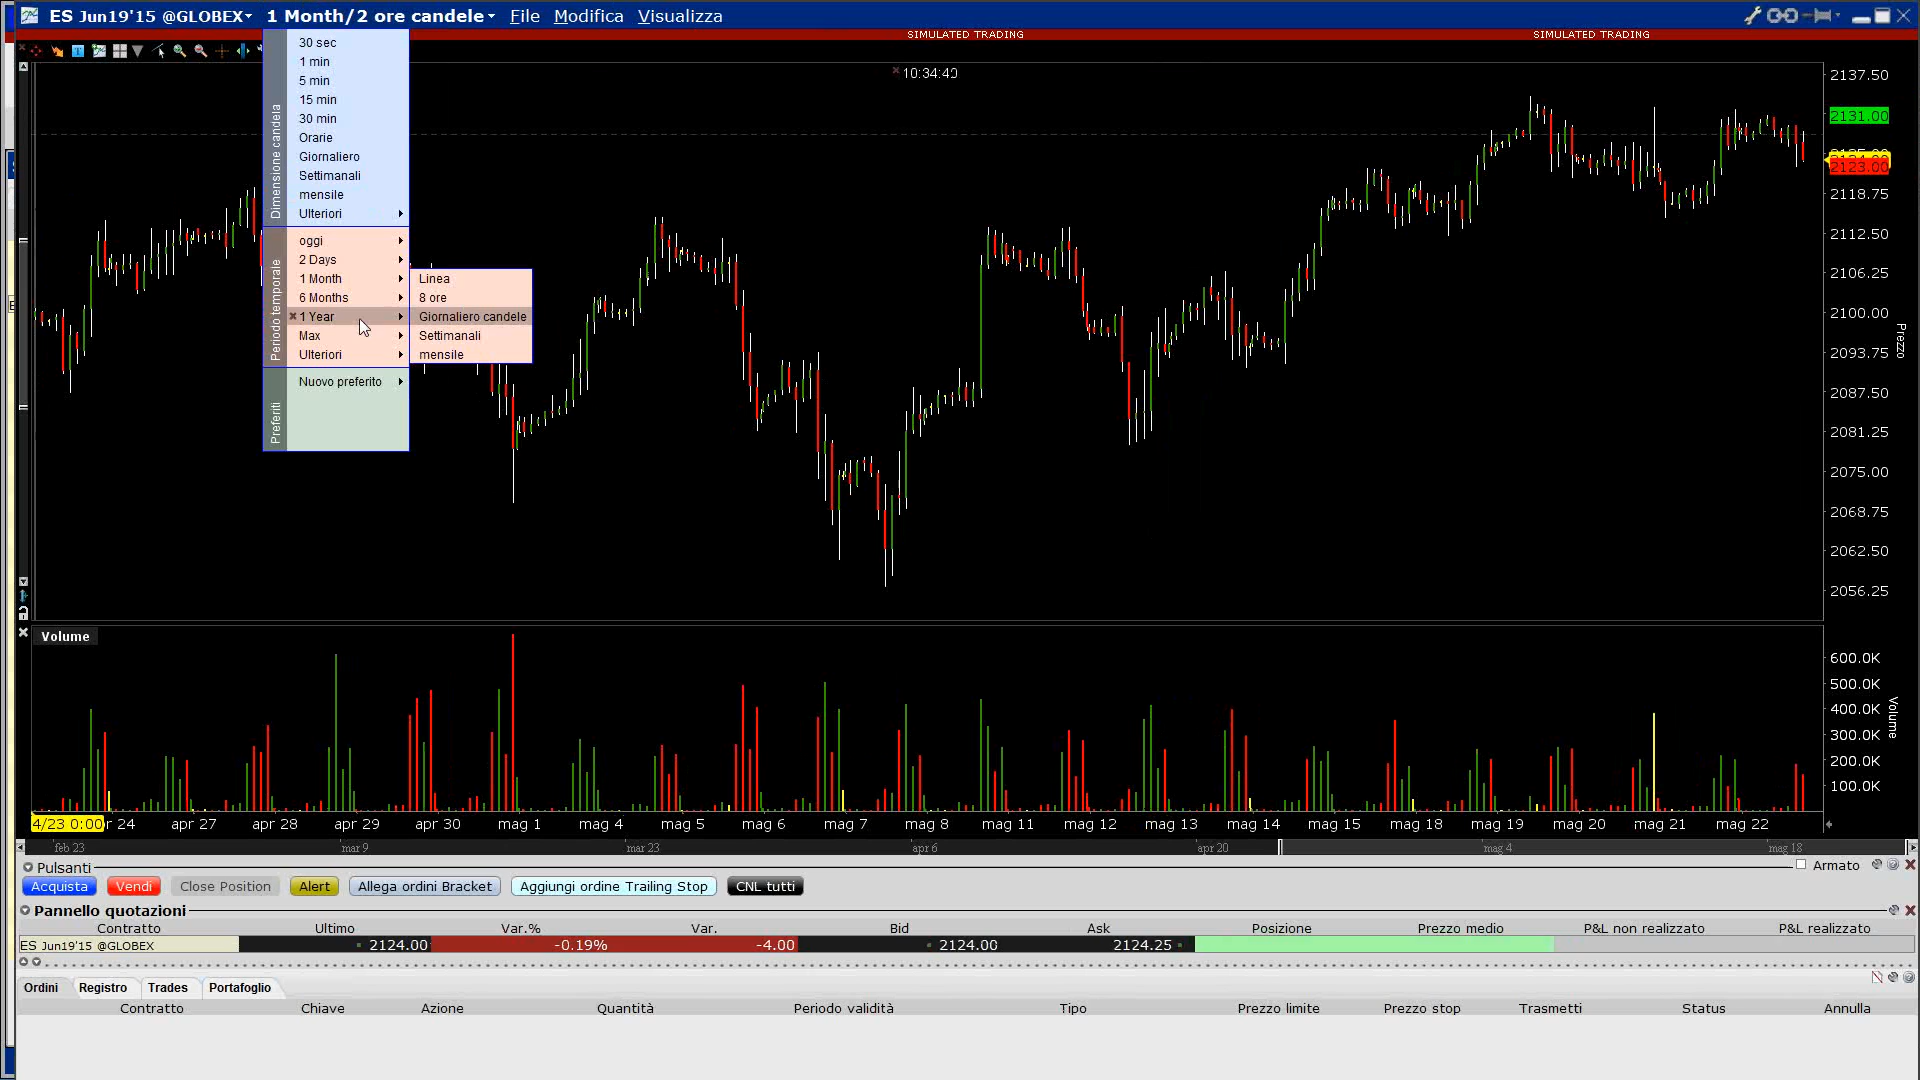 ES Jun19'15 @GLOBEX 1 Month/2 ore candele File Modifica Visualizza
SIMULATED TRADING SIMULATED TRADING
10:34:40
Dimensione candela
30 sec
1 min
5 min
15 min
30 min
Orarie
Giornaliero
Settimanali
mensile
Ulteriori
Periodo temporale
oggi
2 Days
1 Month
6 Months
1 Year
Max
Ulteriori
Linea
8 ore
Giornaliero candele
Settimanali
mensile
Preferiti
Nuovo preferito
2137.50
2131.00
2123.00
2118.75
2112.50
2106.25
2100.00
2093.75
2087.50
2081.25
2075.00
2068.75
2062.50
2056.25
Prezzo
Volume
600.0K
500.0K
400.0K
300.0K
200.0K
100.0K
Volume
4/23 0:00 r 24 apr 27 apr 28 apr 29 apr 30 mag 1 mag 4 mag 5 mag 6 mag 7 mag 8 mag 11 mag 12 mag 13 mag 14 mag 15 mag 18 mag 19 mag 20 mag 21 mag 22
feb 23 mar 9 mar 23 apr 6 apr 20 mag 4 mag 18
Pulsanti Armato
Acquista Vendi Close Position Alert Allega ordini Bracket Aggiungi ordine Trailing Stop CNL tutti
Pannello quotazioni
Contratto Ultimo Var.% Var. Bid Ask Posizione Prezzo medio P&L non realizzato P&L realizzato
ES Jun19'15 @GLOBEX 2124.00 -0.19% -4.00 2124.00 2124.25
Ordini Registro Trades Portafoglio
Contratto Chiave Azione Quantità Periodo validità Tipo Prezzo limite Prezzo stop Trasmetti Status Annulla